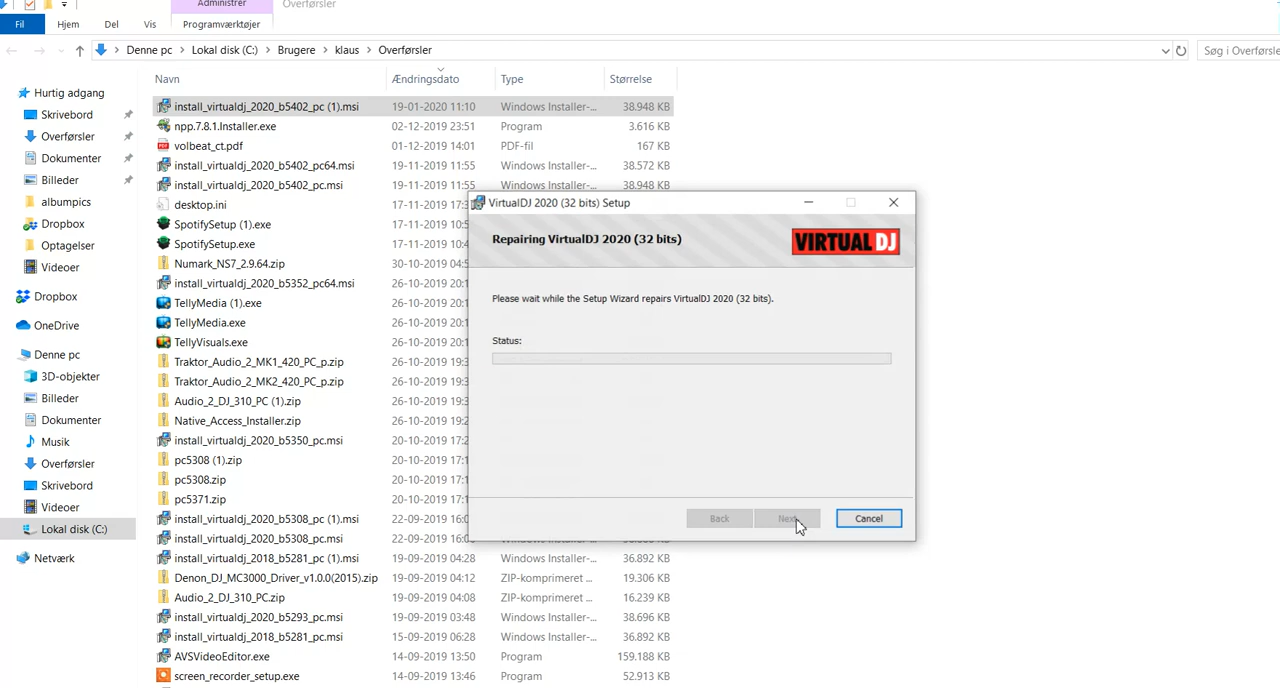 Administrer Overførsler
Fil Hjem Del Vis Programværktøjer
Denne pc Lokal disk (C:) Brugere klaus Overførsler Søg i Overførsle
Navn Ændringsdato Type Størrelse
Hurtig adgang
Skrivebord
Overførsler
Dokumenter
Billeder
albumpics
Dropbox
Optagelser
Videoer
Dropbox
OneDrive
Denne pc
3D-objekter
Billeder
Dokumenter
Musik
Overførsler
Skrivebord
Videoer
Lokal disk (C:)
Netværk
install_virtualdj_2020_b5402_pc (1).msi 19-01-2020 11:10 Windows Installer-... 38.948 KB
npp.7.8.1.Installer.exe 02-12-2019 23:51 Program 3.616 KB
volbeat_ct.pdf 01-12-2019 14:01 PDF-fil 167 KB
install_virtualdj_2020_b5402_pc64.msi 19-11-2019 11:55 Windows Installer-... 38.572 KB
install_virtualdj_2020_b5402_pc.msi 19-11-2019 11:55 Windows Installer-... 38.948 KB
desktop.ini 17-11-2019
SpotifySetup (1).exe 17-11-2019 10:5
SpotifySetup.exe 17-11-2019 10:4
Numark_NS7_2.9.64.zip 30-10-2019 04:5
install_virtualdj_2020_b5352_pc64.msi 26-10-2019 20:1
TellyMedia (1).exe 26-10-2019 20:1
TellyMedia.exe 26-10-2019 20:1
TellyVisuals.exe 26-10-2019 20:1
Traktor_Audio_2_MK1_420_PC_p.zip 26-10-2019 19:3
Traktor_Audio_2_MK2_420_PC_p.zip 26-10-2019 19:3
Audio_2_DJ_310_PC (1).zip 26-10-2019 19:3
Native_Access_Installer.zip 26-10-2019 19:2
install_virtualdj_2020_b5350_pc.msi 20-10-2019 17:2
pc5308 (1).zip 20-10-2019 17:1
pc5308.zip 20-10-2019 17:1
pc5371.zip 20-10-2019 17:1
install_virtualdj_2020_b5308_pc (1).msi 22-09-2019 16:0
install_virtualdj_2020_b5308_pc.msi 22-09-2019 16:0
install_virtualdj_2018_b5281_pc (1).msi 19-09-2019 04:28 Windows Installer-... 36.892 KB
Denon_DJ_MC3000_Driver_v1.0.0(2015).zip 19-09-2019 04:12 ZIP-komprimeret ... 19.306 KB
Audio_2_DJ_310_PC.zip 19-09-2019 04:08 ZIP-komprimeret ... 16.239 KB
install_virtualdj_2020_b5293_pc.msi 19-09-2019 03:48 Windows Installer-... 38.696 KB
install_virtualdj_2018_b5281_pc.msi 15-09-2019 06:28 Windows Installer-... 36.892 KB
AVSVideoEditor.exe 14-09-2019 13:50 Program 159.188 KB
screen_recorder_setup.exe 14-09-2019 13:46 Program 52.913 KB
VirtualDJ 2020 (32 bits) Setup
Repairing VirtualDJ 2020 (32 bits)
VIRTUAL DJ
Please wait while the Setup Wizard repairs VirtualDJ 2020 (32 bits).
Status:
Back Next Cancel